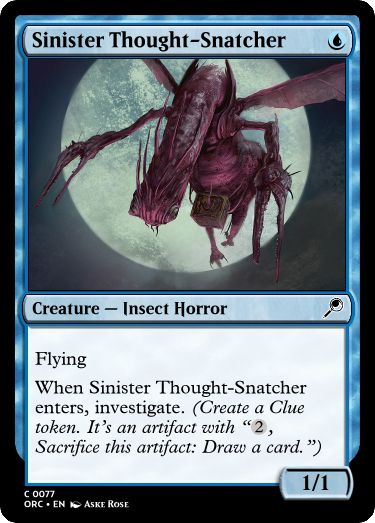 Sinister Thought-Snatcher
Creature — Insect Horror
Flying
When Sinister Thought-Snatcher
enters, investigate. (Create a Clue
token. It's an artifact with “2,
Sacrifice this artifact: Draw a card.”)
1/1
C 0077
ORC • EN Aske Rose